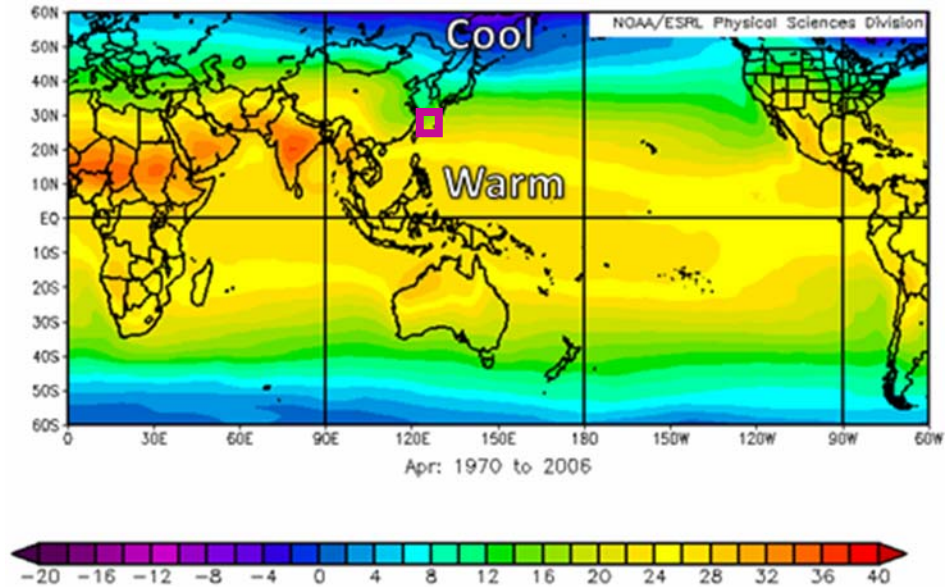 NOAA/ESRL Physical Sciences Division
60N
Cool
50N
40N
30N
20N
10N
Warm
EQ
10S
20S
30S
40S
50S
60S
0 30E 60E 90E 120E 150E 180 150W 120W 90W 60W
Apr: 1970 to 2006
-20 -16 -12 -8 -4 0 4 8 12 16 20 24 28 32 36 40